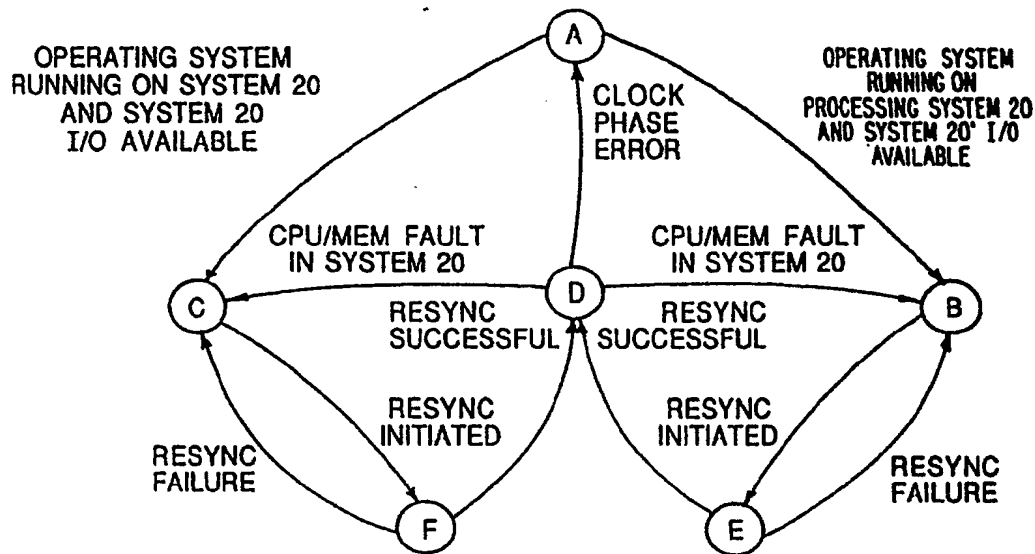 A
OPERATING SYSTEM
RUNNING ON SYSTEM 20
AND SYSTEM 20
I/O AVAILABLE
CLOCK
PHASE
ERROR
OPERATING SYSTEM
RUNNING ON
PROCESSING SYSTEM 20
AND SYSTEM 20' I/O
AVAILABLE
CPU/MEM FAULT
IN SYSTEM 20
CPU/MEM FAULT
IN SYSTEM 20
C
D
B
RESYNC
SUCCESSFUL
RESYNC
SUCCESSFUL
RESYNC
INITIATED
RESYNC
INITIATED
RESYNC
FAILURE
RESYNC
FAILURE
F
E